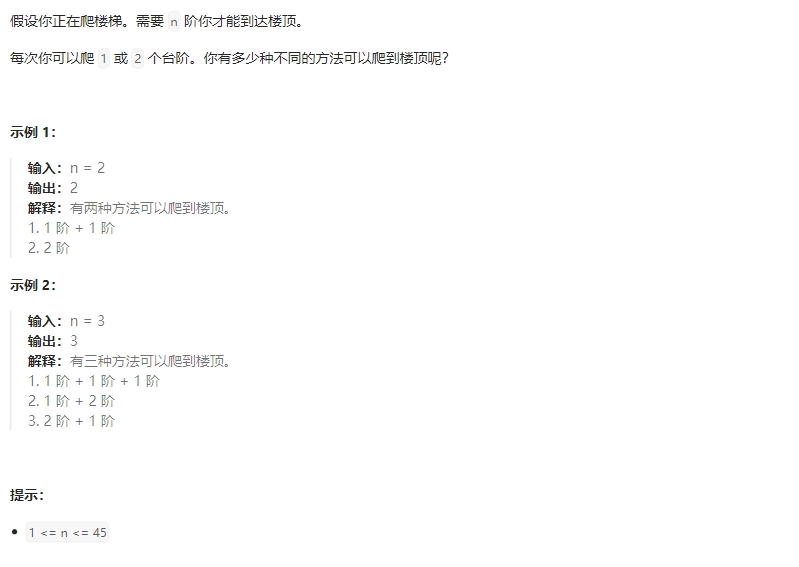 假设你正在爬楼梯。需要 n 阶你才能到达楼顶。
每次你可以爬 1 或 2 个台阶。你有多少种不同的方法可以爬到楼顶呢？
示例 1：
输入：n = 2
输出：2
解释：有两种方法可以爬到楼顶。
1. 1 阶 + 1 阶
2. 2 阶
示例 2：
输入：n = 3
输出：3
解释：有三种方法可以爬到楼顶。
1. 1 阶 + 1 阶 + 1 阶
2. 1 阶 + 2 阶
3. 2 阶 + 1 阶
提示：
• 1 <= n <= 45